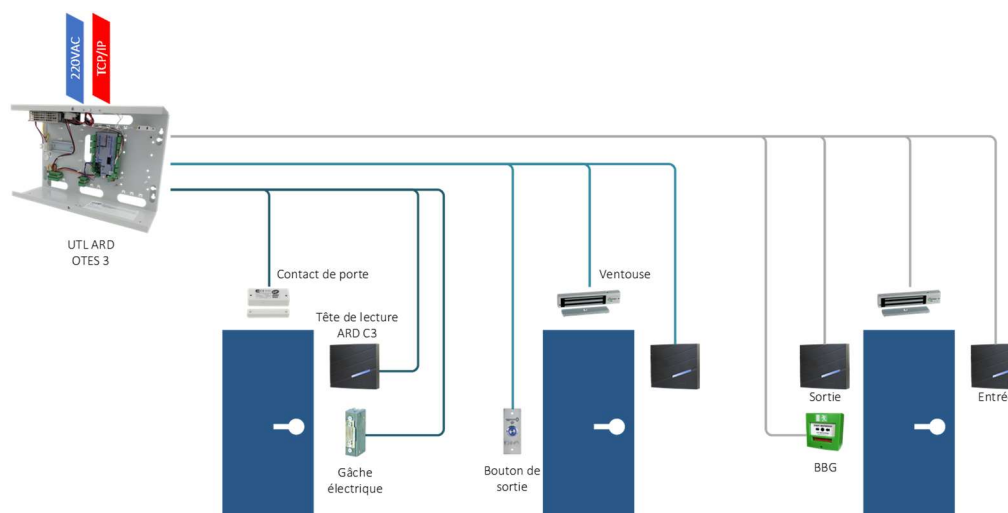 220VAC
TCP/IP
UTL ARD
OTES 3
Contact de porte
Ventouse
Tête de lecture
ARD C3
Sortie
Entré
Gâche
électrique
Bouton de
sortie
BBG